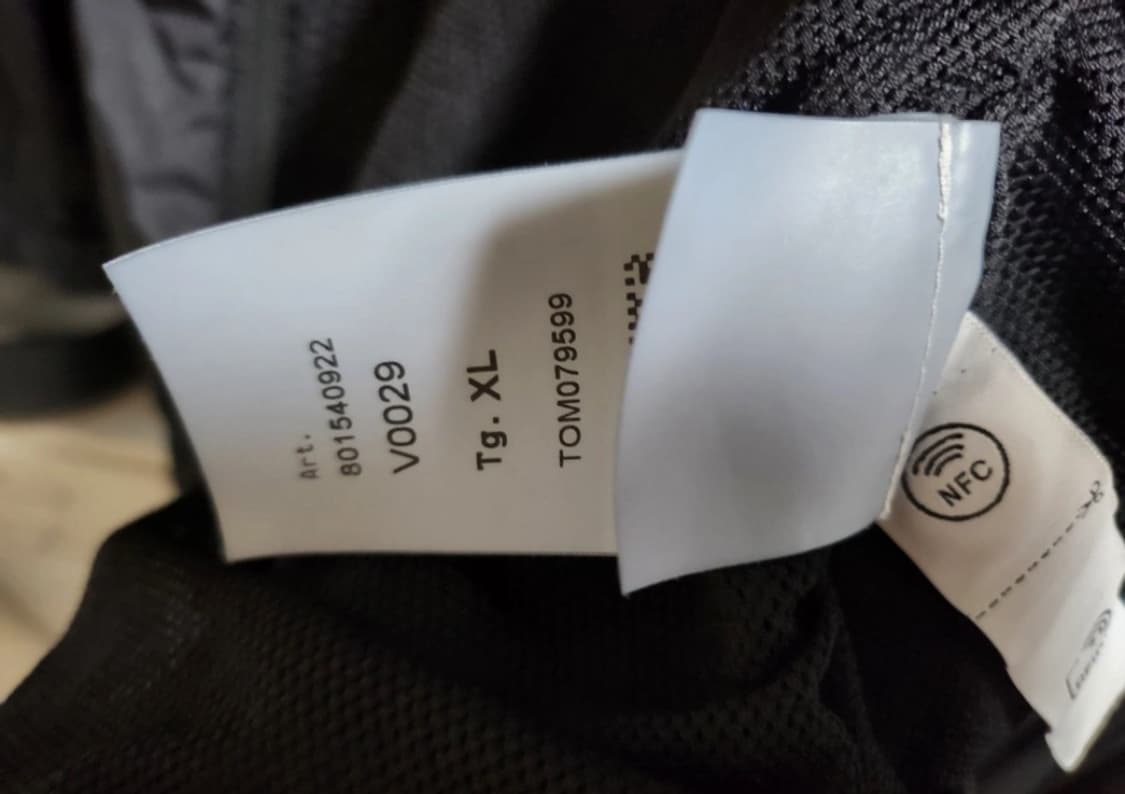 Art.
801540922
V0029
Tg. XL
TOM079599
NFC